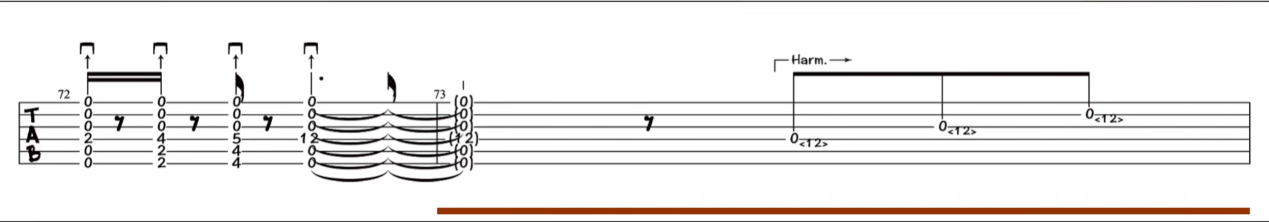 Harm.
72 73
T 0 0 0 0 (0)
0 0 0 0 (0) 0<12>
A 0 0 0 0 (0) 0<12>
2 4 5 12 (12) 0<12>
B 0 2 4 0 (0)
0 2 4 0 (0)